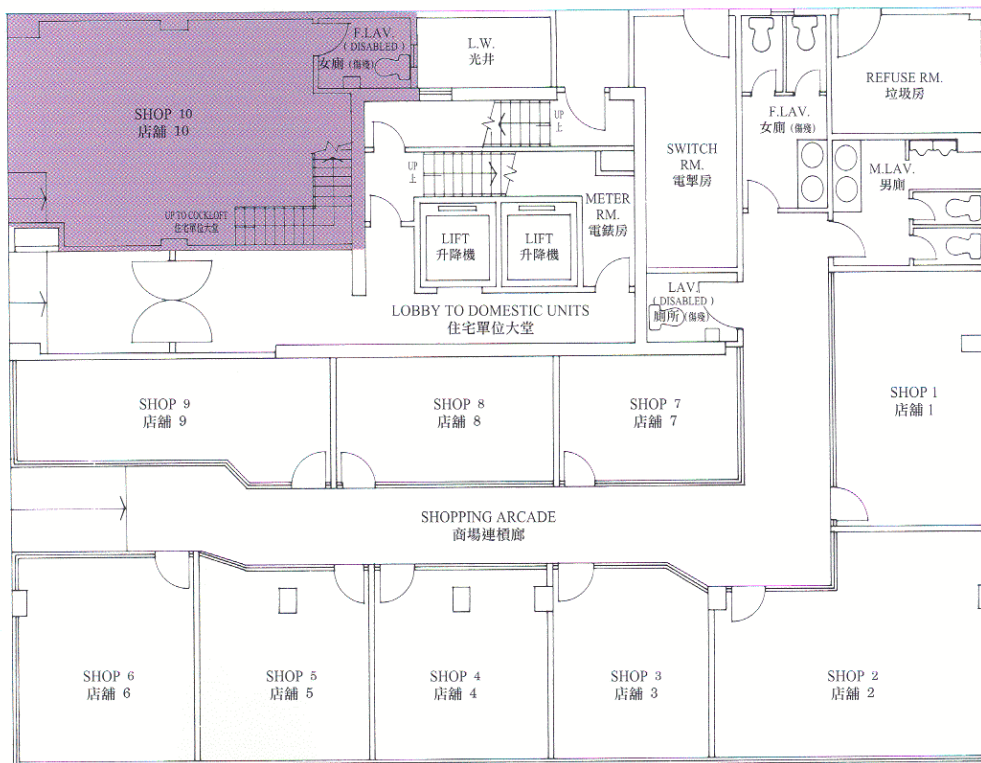 F.LAV.
( DISABLED )
女廁 (傷殘)
L.W.
光井
REFUSE RM.
垃圾房
SHOP 10
店舖 10
UP
上
F.LAV.
女廁 (傷殘)
SWITCH
RM.
電掣房
M.LAV.
男廁
UP
上
METER
RM.
電錶房
UP TO COCKLOFT
住宅單位大堂
LIFT
升降機
LIFT
升降機
LAV.
( DISABLED )
廁所 (傷殘)
LOBBY TO DOMESTIC UNITS
住宅單位大堂
SHOP 9
店舖 9
SHOP 8
店舖 8
SHOP 7
店舖 7
SHOP 1
店舖 1
SHOPPING ARCADE
商場連檟廊
SHOP 6
店舖 6
SHOP 5
店舖 5
SHOP 4
店舖 4
SHOP 3
店舖 3
SHOP 2
店舖 2